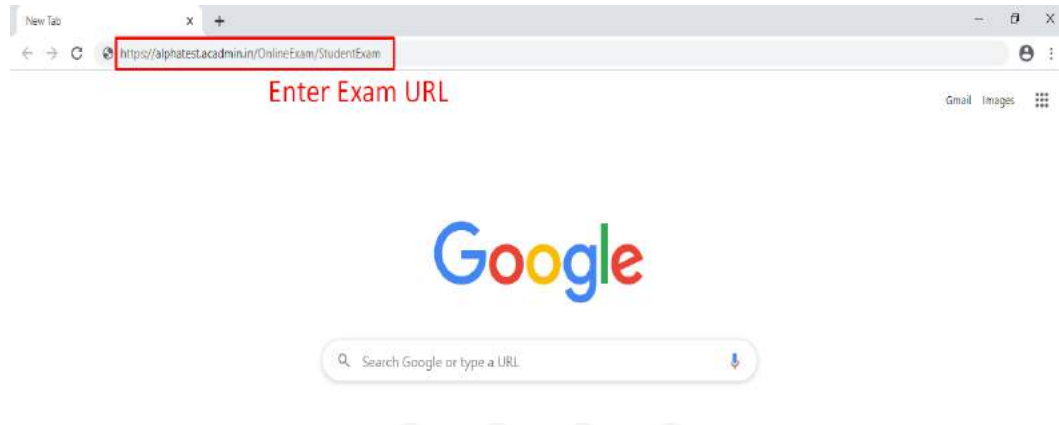 New Tab
https://alphatest.acadmin.in/OnlineExam/StudentExam
Enter Exam URL
Gmail Images
Google
Search Google or type a URL